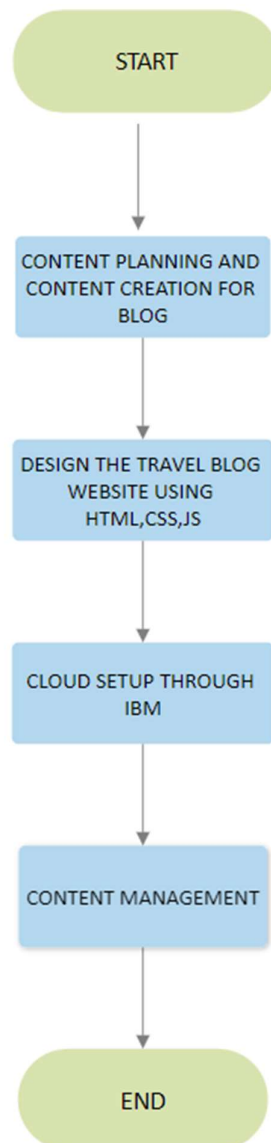 START
CONTENT PLANNING AND
CONTENT CREATION FOR
BLOG
DESIGN THE TRAVEL BLOG
WEBSITE USING
HTML,CSS,JS
CLOUD SETUP THROUGH
IBM
CONTENT MANAGEMENT
END